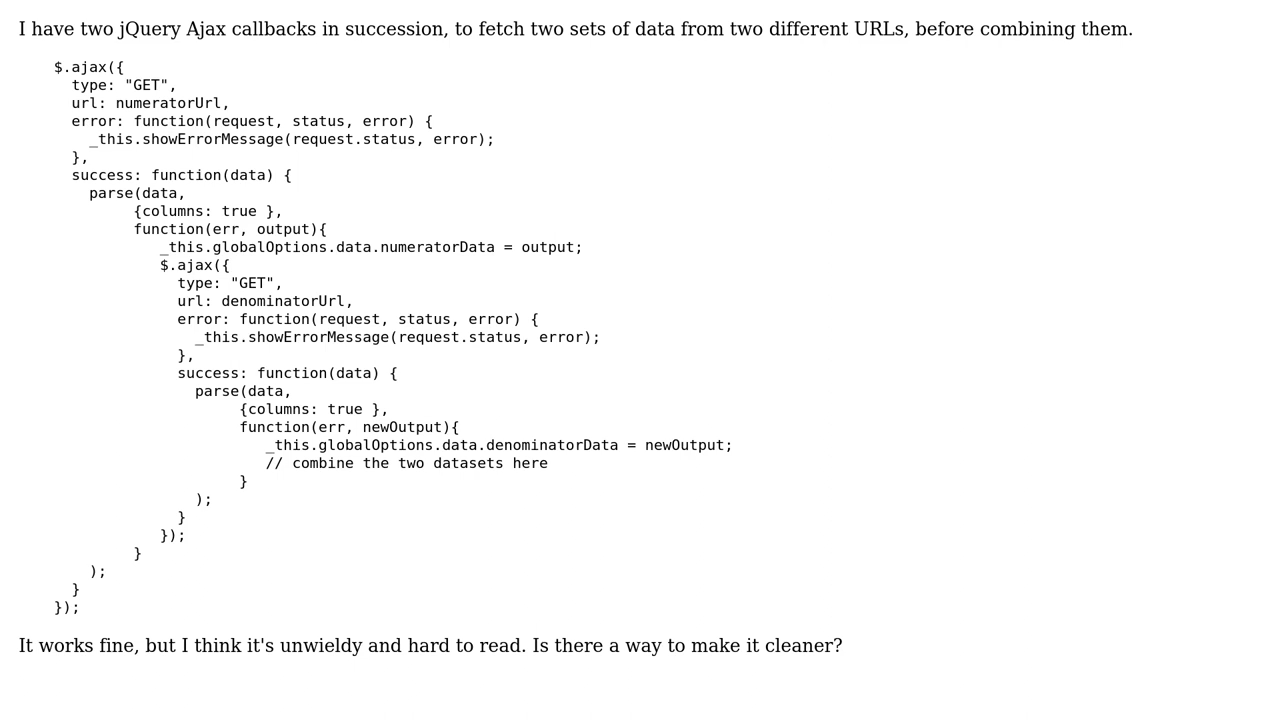 I have two jQuery Ajax callbacks in succession, to fetch two sets of data from two different URLs, before combining them.
$.ajax({
  type: "GET",
  url: numeratorUrl,
  error: function(request, status, error) {
    _this.showErrorMessage(request.status, error);
  },
  success: function(data) {
    parse(data,
         {columns: true },
         function(err, output){
            _this.globalOptions.data.numeratorData = output;
            $.ajax({
              type: "GET",
              url: denominatorUrl,
              error: function(request, status, error) {
                _this.showErrorMessage(request.status, error);
              },
              success: function(data) {
                parse(data,
                     {columns: true },
                     function(err, newOutput){
                        _this.globalOptions.data.denominatorData = newOutput;
                        // combine the two datasets here
                     }
                );
              }
            });
         }
    );
  }
});
It works fine, but I think it's unwieldy and hard to read. Is there a way to make it cleaner?